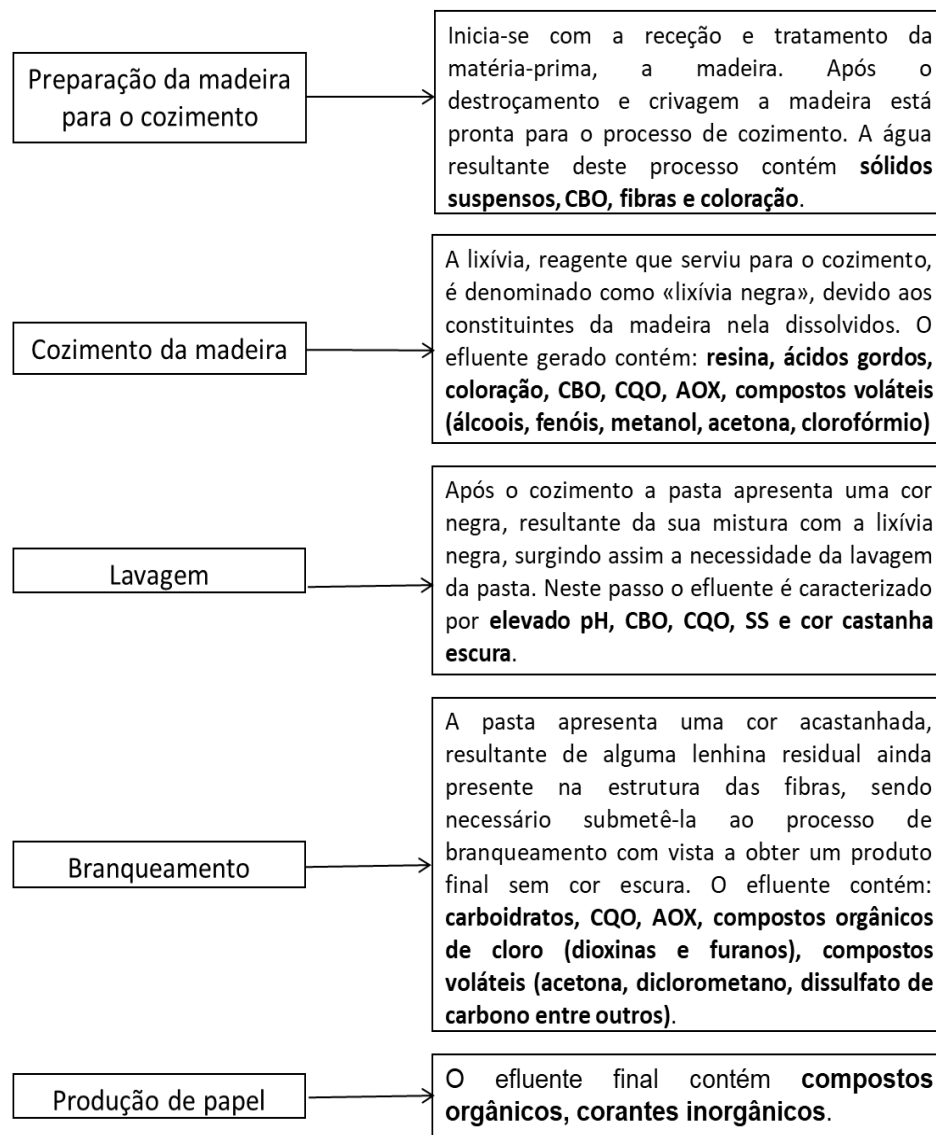 Preparação da madeira
para o cozimento
Inicia-se com a receção e tratamento da
matéria-prima, a madeira. Após o
destroçamento e crivagem a madeira está
pronta para o processo de cozimento. A água
resultante deste processo contém sólidos
suspensos, CBO, fibras e coloração.
Cozimento da madeira
A lixívia, reagente que serviu para o cozimento,
é denominado como «lixívia negra», devido aos
constituintes da madeira nela dissolvidos. O
efluente gerado contém: resina, ácidos gordos,
coloração, CBO, CQO, AOX, compostos voláteis
(álcoois, fenóis, metanol, acetona, clorofórmio)
Lavagem
Após o cozimento a pasta apresenta uma cor
negra, resultante da sua mistura com a lixívia
negra, surgindo assim a necessidade da lavagem
da pasta. Neste passo o efluente é caracterizado
por elevado pH, CBO, CQO, SS e cor castanha
escura.
Branqueamento
A pasta apresenta uma cor acastanhada,
resultante de alguma lenhina residual ainda
presente na estrutura das fibras, sendo
necessário submetê-la ao processo de
branqueamento com vista a obter um produto
final sem cor escura. O efluente contém:
carboidratos, CQO, AOX, compostos orgânicos
de cloro (dioxinas e furanos), compostos
voláteis (acetona, diclorometano, dissulfato de
carbono entre outros).
Produção de papel
O efluente final contém compostos
orgânicos, corantes inorgânicos.